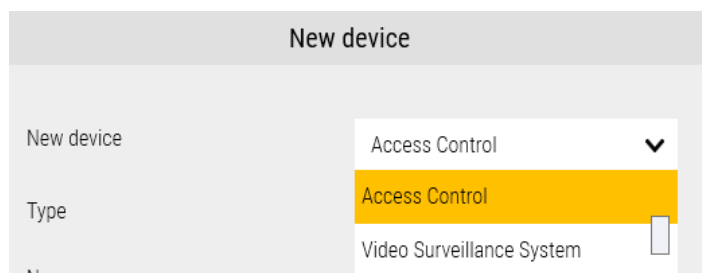 New device
New device
Access Control
Access Control
Type
Video Surveillance System